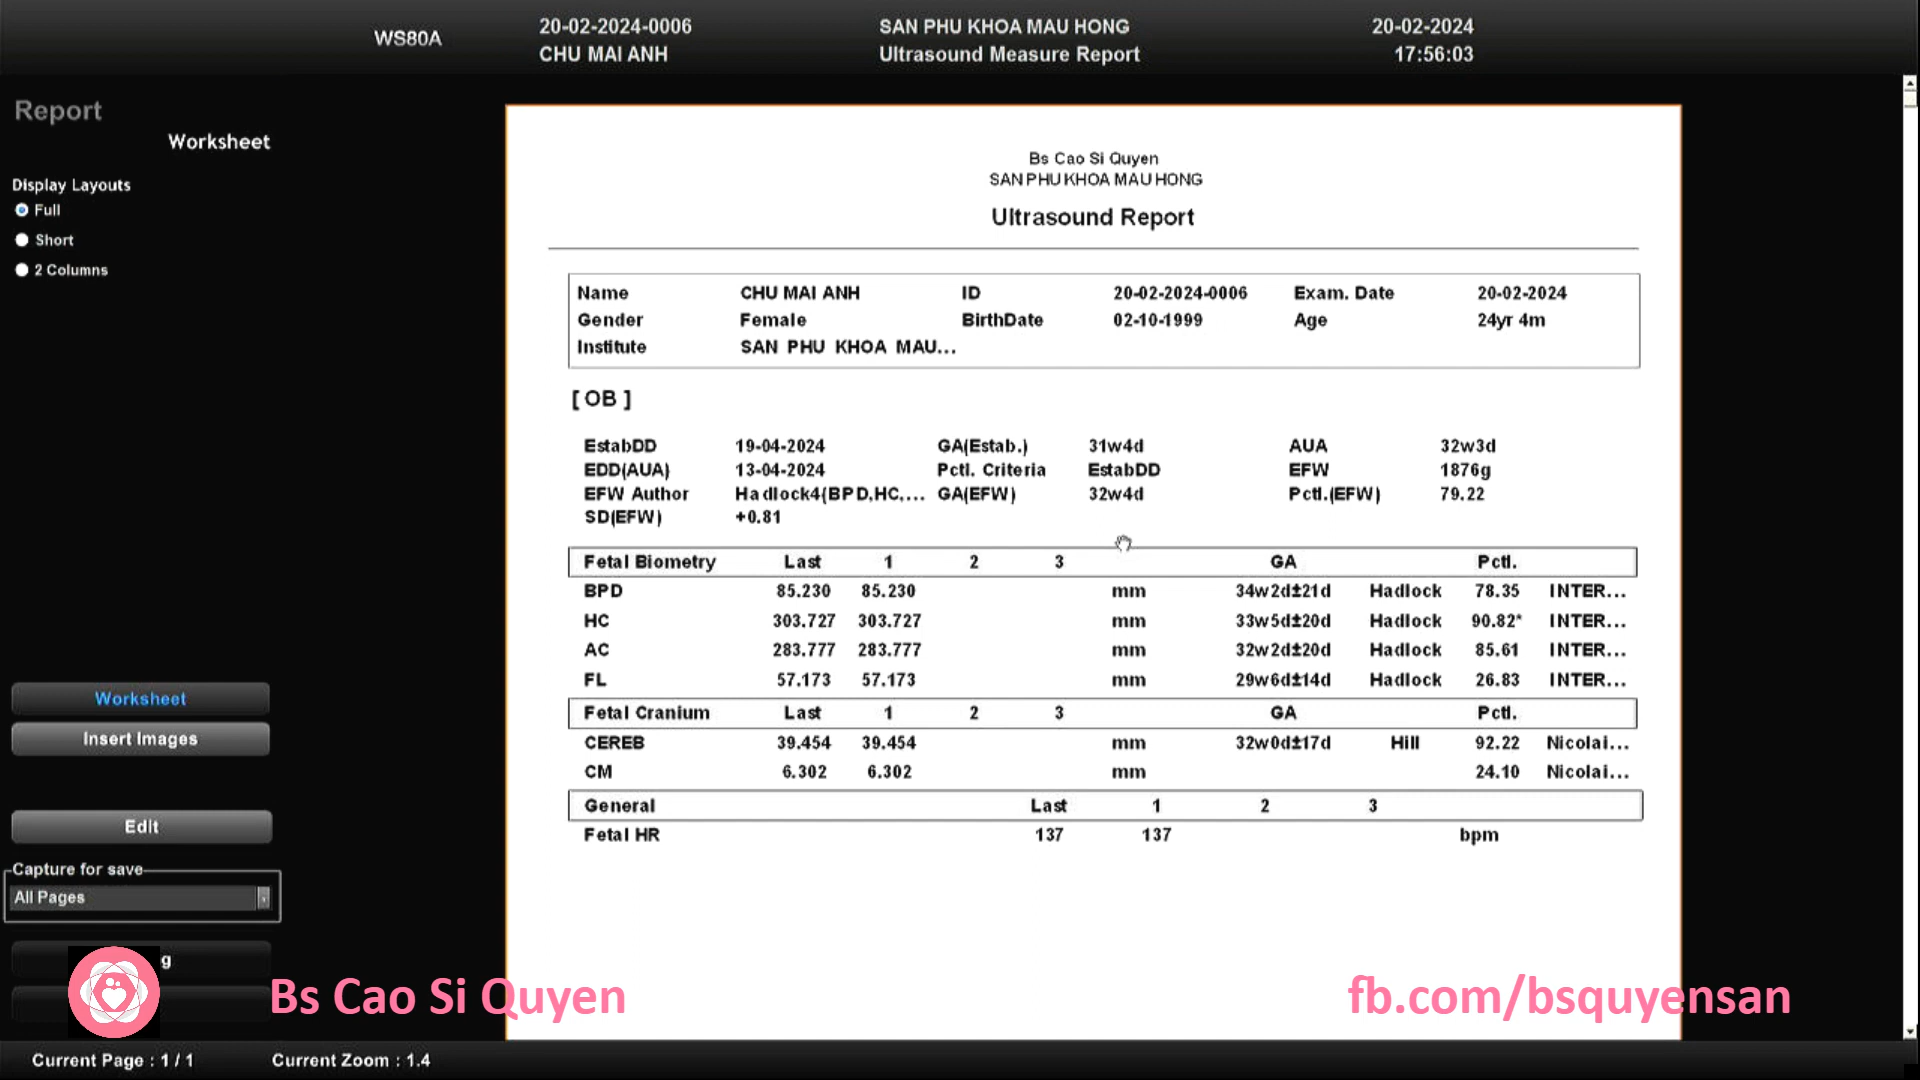 WS80A
20-02-2024-0006
CHU MAI ANH
SAN PHU KHOA MAU HONG
Ultrasound Measure Report
20-02-2024
17:56:03
Report
Worksheet
Display Layouts
Full
Short
2 Columns
Worksheet
Insert Images
Edit
Capture for save
All Pages
g
Bs Cao Si Quyen
SAN PHU KHOA MAU HONG
Ultrasound Report
Name CHU MAI ANH ID 20-02-2024-0006 Exam. Date 20-02-2024
Gender Female BirthDate 02-10-1999 Age 24yr 4m
Institute SAN PHU KHOA MAU...
[ OB ]
EstabDD 19-04-2024 GA(Estab.) 31w4d AUA 32w3d
EDD(AUA) 13-04-2024 Pctl. Criteria EstabDD EFW 1876g
EFW Author Hadlock4(BPD,HC,... GA(EFW) 32w4d Pctl.(EFW) 79.22
SD(EFW) +0.81
Fetal Biometry Last 1 2 3 GA Pctl.
BPD 85.230 85.230 mm 34w2d±21d Hadlock 78.35 INTER...
HC 303.727 303.727 mm 33w5d±20d Hadlock 90.82* INTER...
AC 283.777 283.777 mm 32w2d±20d Hadlock 85.61 INTER...
FL 57.173 57.173 mm 29w6d±14d Hadlock 26.83 INTER...
Fetal Cranium Last 1 2 3 GA Pctl.
CEREB 39.454 39.454 mm 32w0d±17d Hill 92.22 Nicolai...
CM 6.302 6.302 mm 24.10 Nicolai...
General Last 1 2 3
Fetal HR 137 137 bpm
Bs Cao Si Quyen
fb.com/bsquyensan
Current Page : 1 / 1
Current Zoom : 1.4